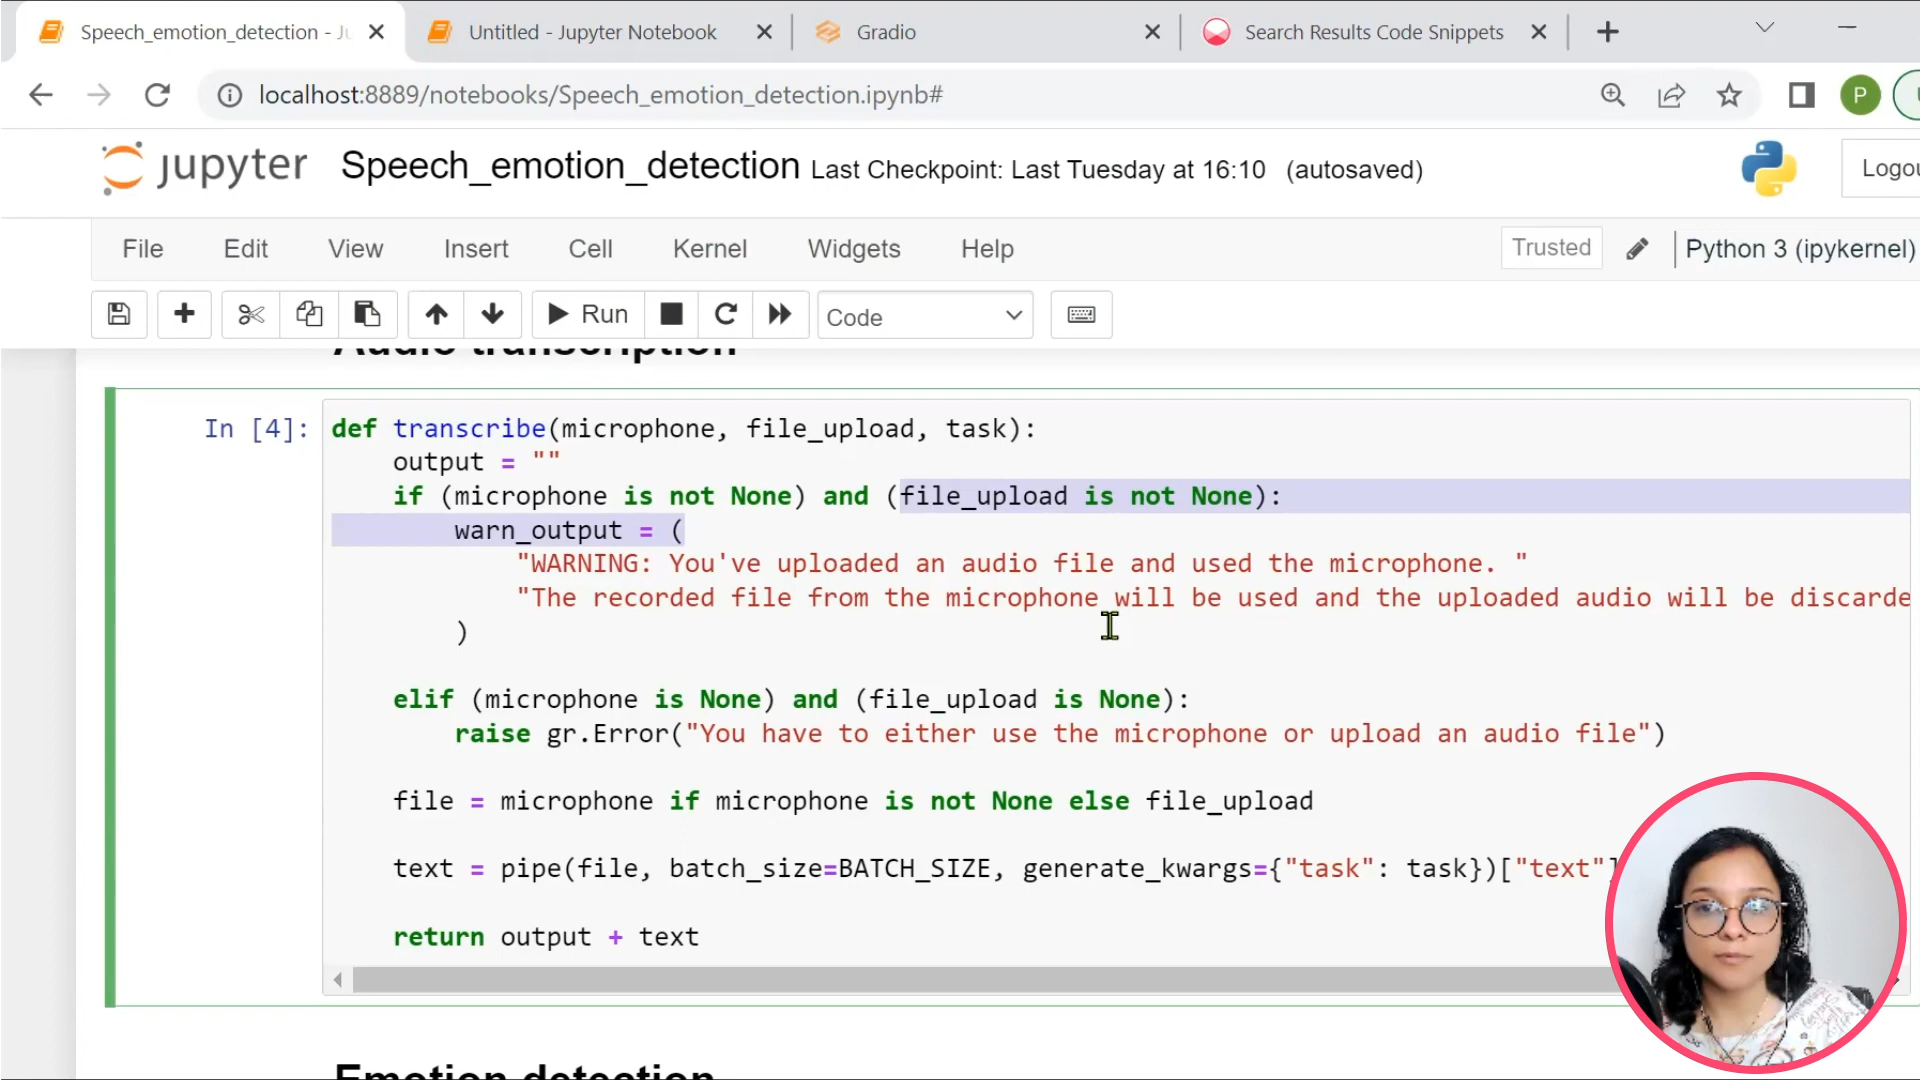 Speech_emotion_detection - Ju
Untitled - Jupyter Notebook
Gradio
Search Results Code Snippets
localhost:8889/notebooks/Speech_emotion_detection.ipynb#
P
jupyter
Speech_emotion_detection Last Checkpoint: Last Tuesday at 16:10 (autosaved)
Logou
File Edit View Insert Cell Kernel Widgets Help
Trusted
Python 3 (ipykernel)
Run
Code
Audio transcription
In [4]: def transcribe(microphone, file_upload, task):
output = ""
if (microphone is not None) and (file_upload is not None):
warn_output = (
"WARNING: You've uploaded an audio file and used the microphone. "
"The recorded file from the microphone will be used and the uploaded audio will be discarde
)
elif (microphone is None) and (file_upload is None):
raise gr.Error("You have to either use the microphone or upload an audio file")
file = microphone if microphone is not None else file_upload
text = pipe(file, batch_size=BATCH_SIZE, generate_kwargs={"task": task})["text"]
return output + text
Emotion detection